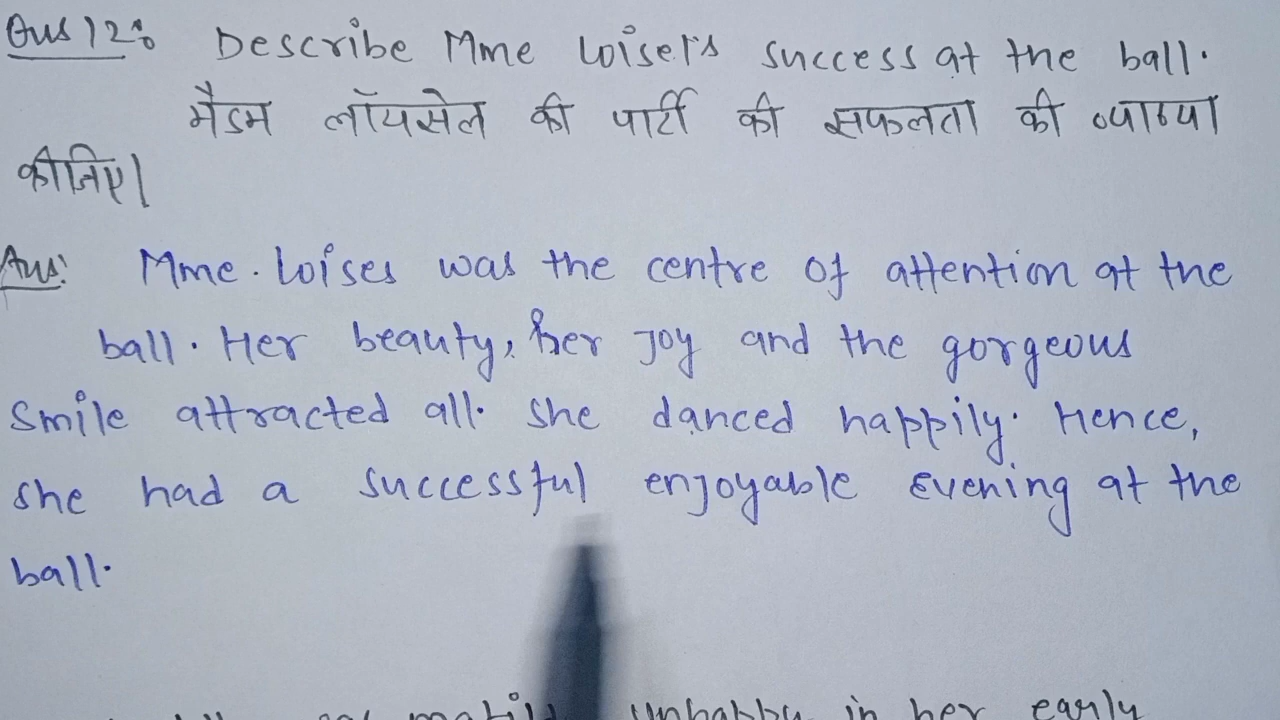 Qus 12:
Describe Mme Loisel's success at the ball.
मैडम लॉयसेल की पार्टी की सफलता की व्याख्या
कीजिए।
Ans: Mme. Loises was the centre of attention at the
ball. Her beauty, her joy and the gorgeous
smile attracted all. she danced happily. Hence,
she had a successful enjoyable Evening at the
ball.
unhappy in her early